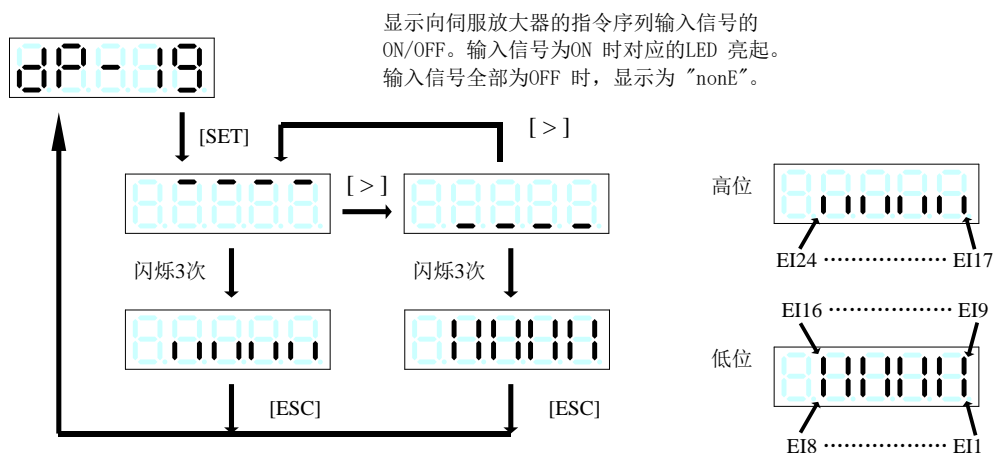 显示向伺服放大器的指令序列输入信号的
ON/OFF。输入信号为ON 时对应的LED 亮起。
输入信号全部为OFF 时，显示为 "nonE"。
dP-19
[SET]
[ > ]
[ > ]
高位
EI24 ………………… EI17
闪烁3次
闪烁3次
EI16 ………………… EI9
低位
[ESC]
[ESC]
EI8 ………………… EI1